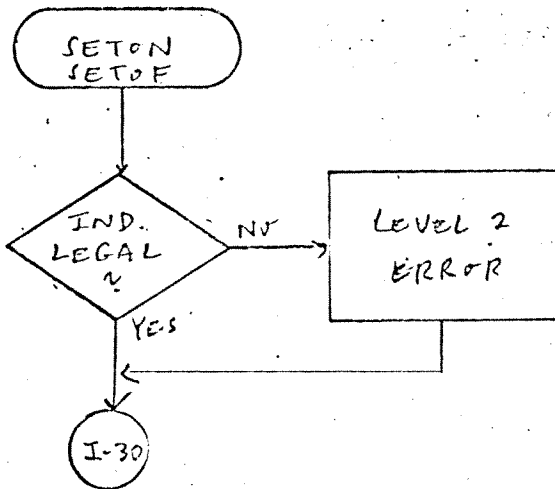 SETON
SETOF
IND.
LEGAL
?
NO
LEVEL 2
ERROR
YES
I-30